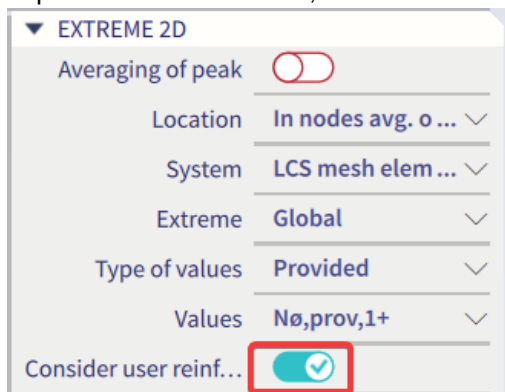 EXTREME 2D
Averaging of peak
Location In nodes avg. o ...
System LCS mesh elem ...
Extreme Global
Type of values Provided
Values Nø,prov,1+
Consider user reinf...